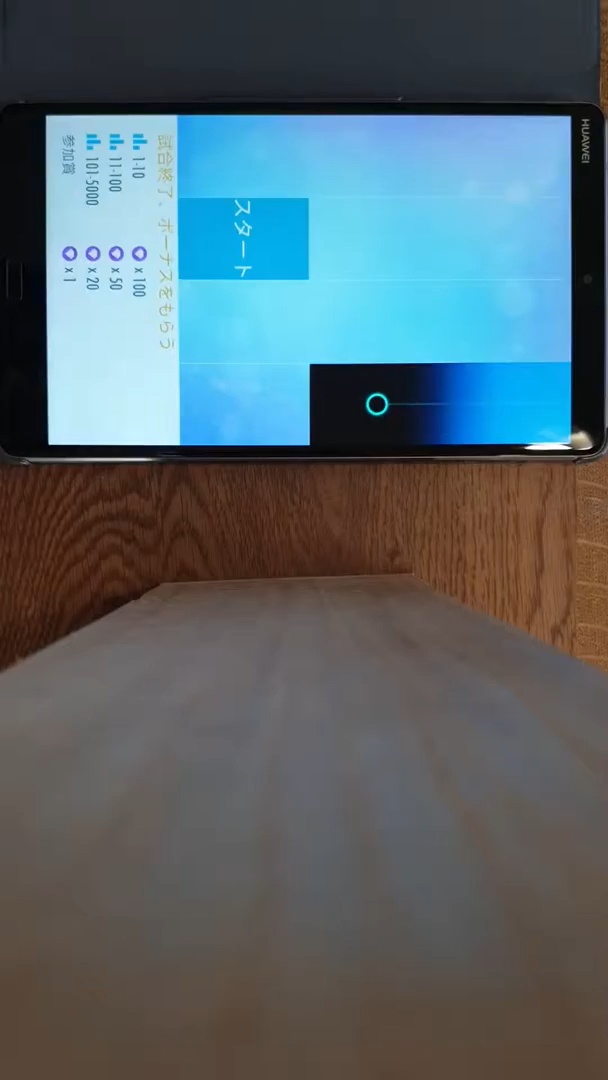 HUAWEI
スタート
試合終了、ボーナスをもらう
1-10 x 100
11-100 x 50
101-5000 x 20
参加賞 x 1